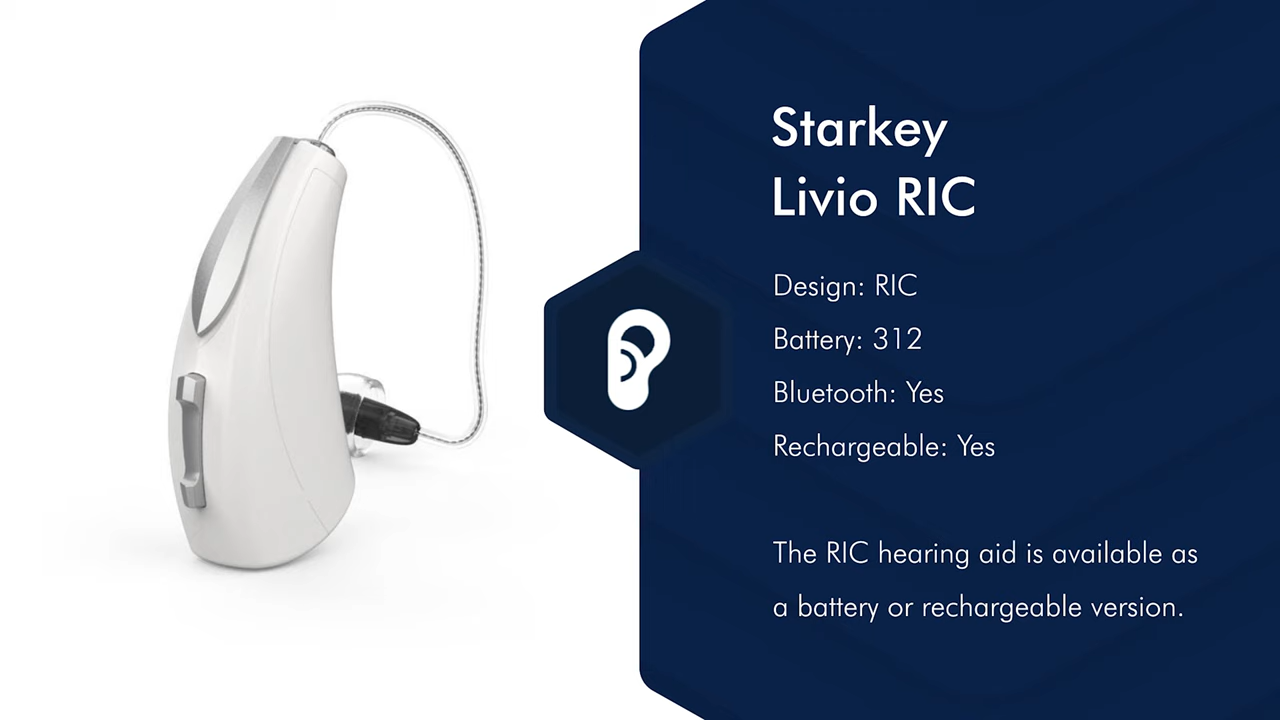 Starkey
Livio RIC
Design: RIC
Battery: 312
Bluetooth: Yes
Rechargeable: Yes
The RIC hearing aid is available as
a battery or rechargeable version.